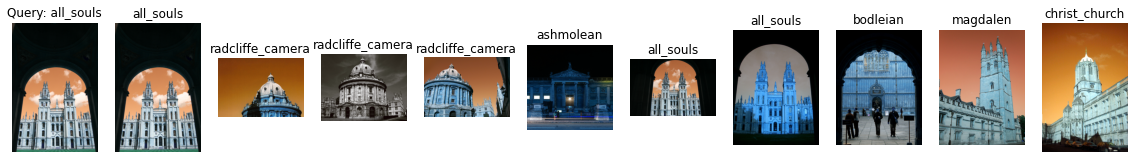 Query: all_souls
all_souls
radcliffe_camera
radcliffe_camera
radcliffe_camera
ashmolean
all_souls
all_souls
bodleian
magdalen
christ_church